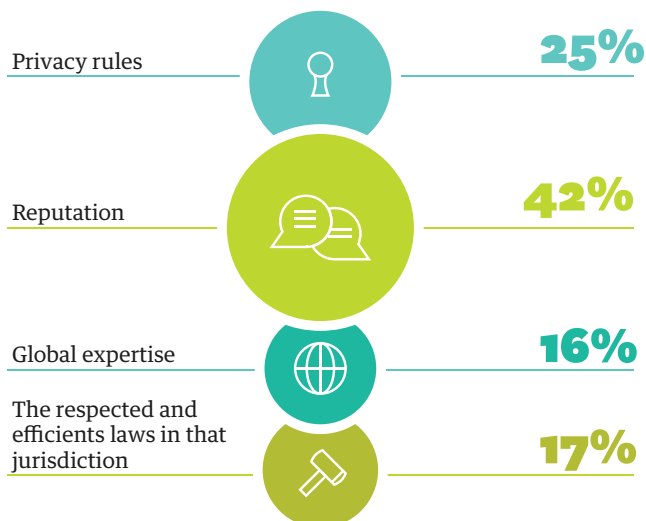 Privacy rules
25%
Reputation
42%
Global expertise
16%
The respected and
efficients laws in that
jurisdiction
17%